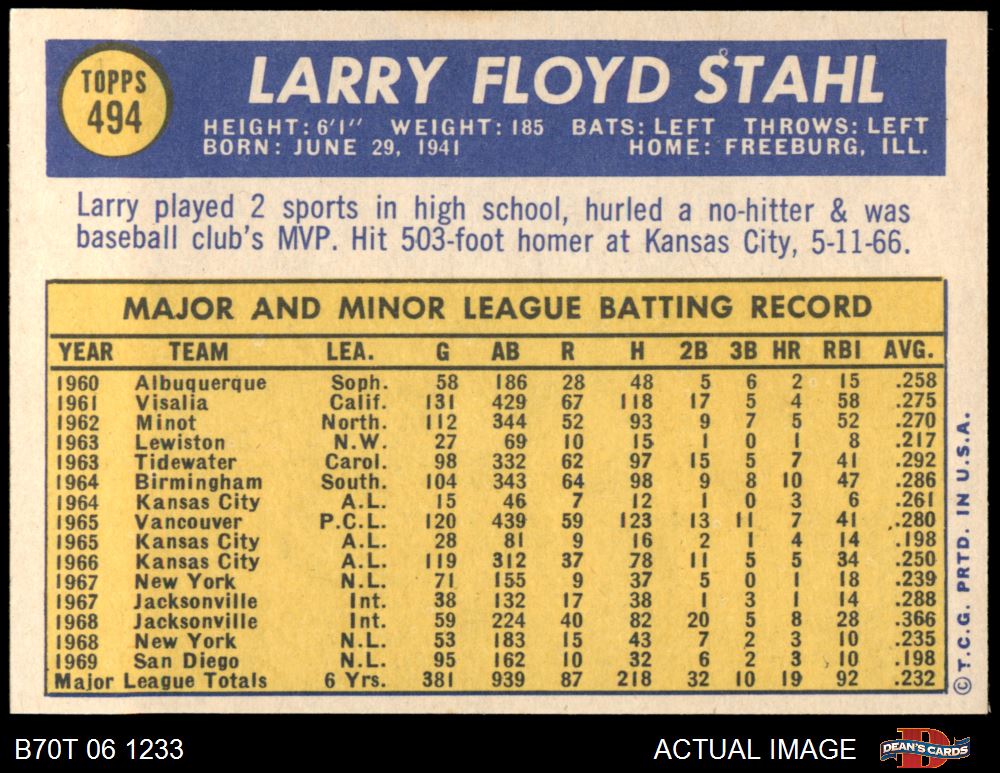 TOPPS
494
LARRY FLOYD STAHL
HEIGHT: 6'1" WEIGHT: 185 BATS: LEFT THROWS: LEFT
BORN: JUNE 29, 1941 HOME: FREEBURG, ILL.
Larry played 2 sports in high school, hurled a no-hitter & was
baseball club's MVP. Hit 503-foot homer at Kansas City, 5-11-66.
MAJOR AND MINOR LEAGUE BATTING RECORD
YEAR TEAM LEA. G AB R H 2B 3B HR RBI AVG.
1960 Albuquerque Soph. 58 186 28 48 5 6 2 15 .258
1961 Visalia Calif. 131 429 67 118 17 5 4 58 .275
1962 Minot North. 112 344 52 93 9 7 5 52 .270
1963 Lewiston N.W. 27 69 10 15 1 0 1 8 .217
1963 Tidewater Carol. 98 332 62 97 15 5 7 41 .292
1964 Birmingham South. 104 343 64 98 9 8 10 47 .286
1964 Kansas City A.L. 15 46 7 12 1 0 3 6 .261
1965 Vancouver P.C.L. 120 439 59 123 13 11 7 41 .280
1965 Kansas City A.L. 28 81 9 16 2 1 4 14 .198
1966 Kansas City A.L. 119 312 37 78 11 5 5 34 .250
1967 New York N.L. 71 155 9 37 5 0 1 18 .239
1967 Jacksonville Int. 38 132 17 38 1 3 1 14 .288
1968 Jacksonville Int. 59 224 40 82 20 5 8 28 .366
1968 New York N.L. 53 183 15 43 7 2 3 10 .235
1969 San Diego N.L. 95 162 10 32 6 2 3 10 .198
Major League Totals 6 Yrs. 381 939 87 218 32 10 19 92 .232
© T.C.G. PRTD. IN U.S.A.
B70T 06 1233
ACTUAL IMAGE
D
DEAN'S CARDS